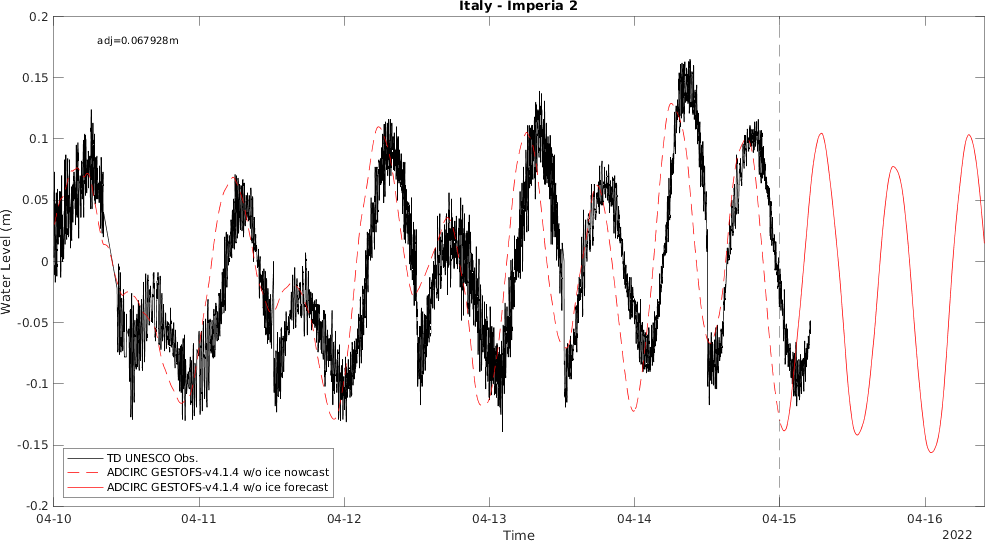 Italy - Imperia 2
adj=0.067928m
0.2
0.15
0.1
0.05
0
-0.05
-0.1
-0.15
-0.2
Water Level (m)
TD UNESCO Obs.
ADCIRC GESTOFS-v4.1.4 w/o ice nowcast
ADCIRC GESTOFS-v4.1.4 w/o ice forecast
04-10 04-11 04-12 04-13 04-14 04-15 04-16
Time
2022